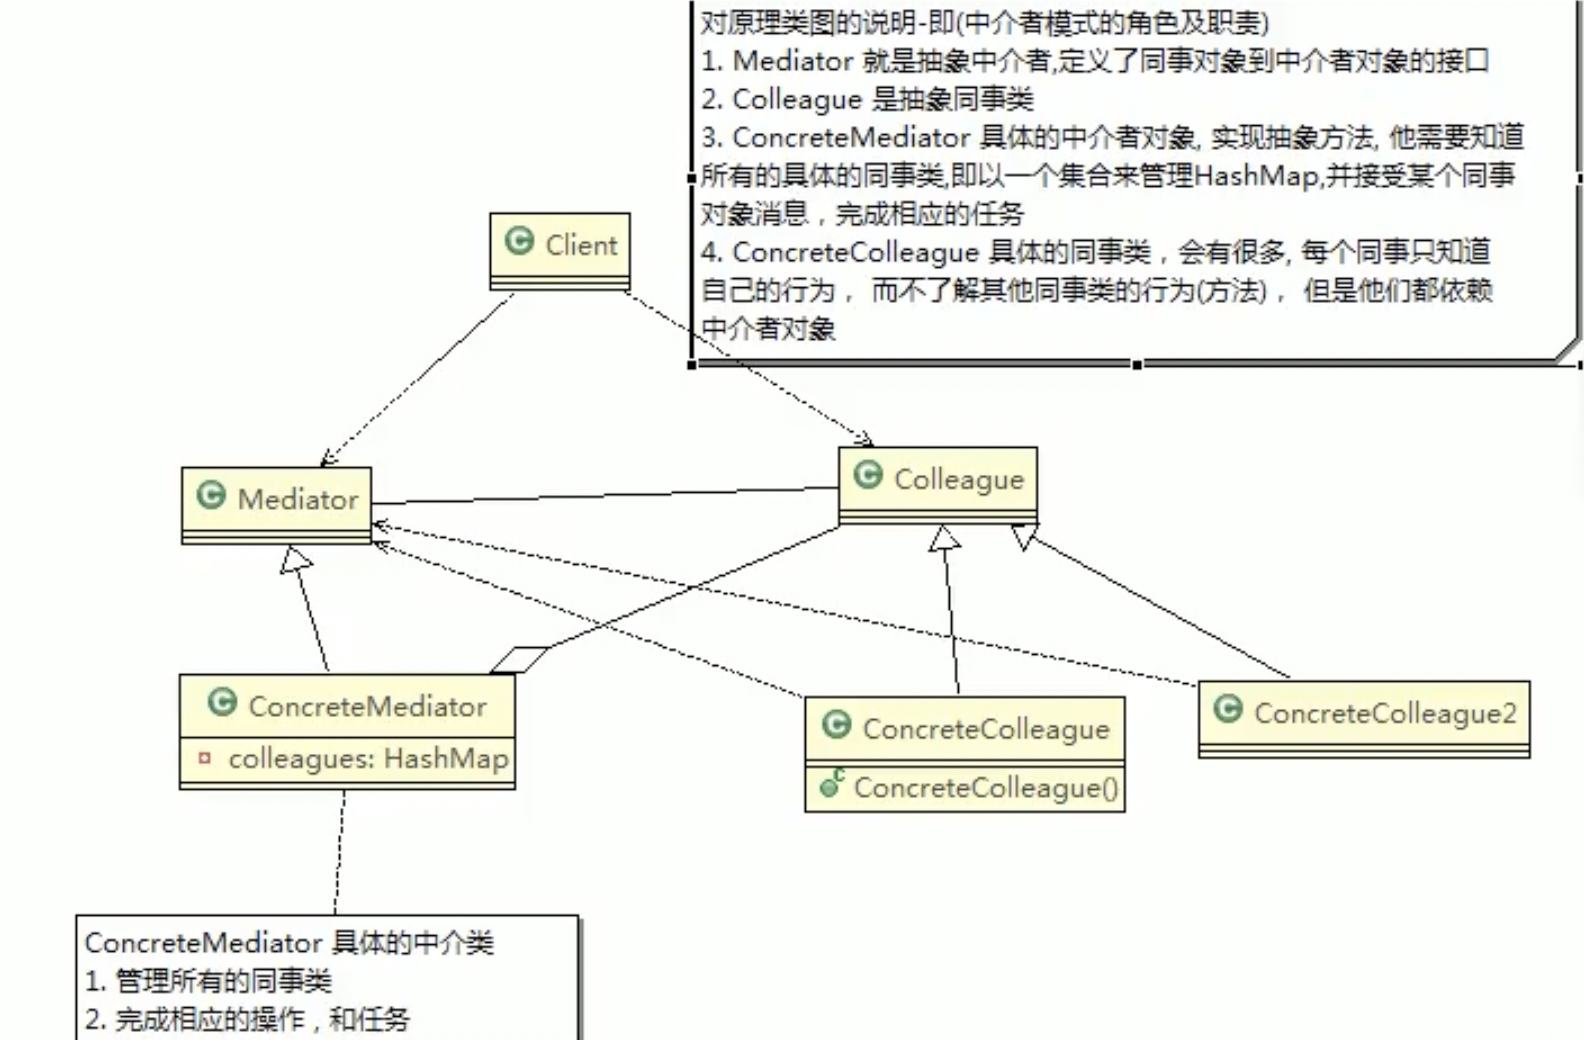 对原理类图的说明-即(中介者模式的角色及职责)
1. Mediator 就是抽象中介者,定义了同事对象到中介者对象的接口
2. Colleague 是抽象同事类
3. ConcreteMediator 具体的中介者对象, 实现抽象方法, 他需要知道
所有的具体的同事类,即以一个集合来管理HashMap,并接受某个同事
对象消息，完成相应的任务
4. ConcreteColleague 具体的同事类，会有很多, 每个同事只知道
自己的行为， 而不了解其他同事类的行为(方法)， 但是他们都依赖
中介者对象
Client
Mediator
Colleague
ConcreteMediator
colleagues: HashMap
ConcreteColleague
ConcreteColleague()
ConcreteColleague2
ConcreteMediator 具体的中介类
1. 管理所有的同事类
2. 完成相应的操作，和任务